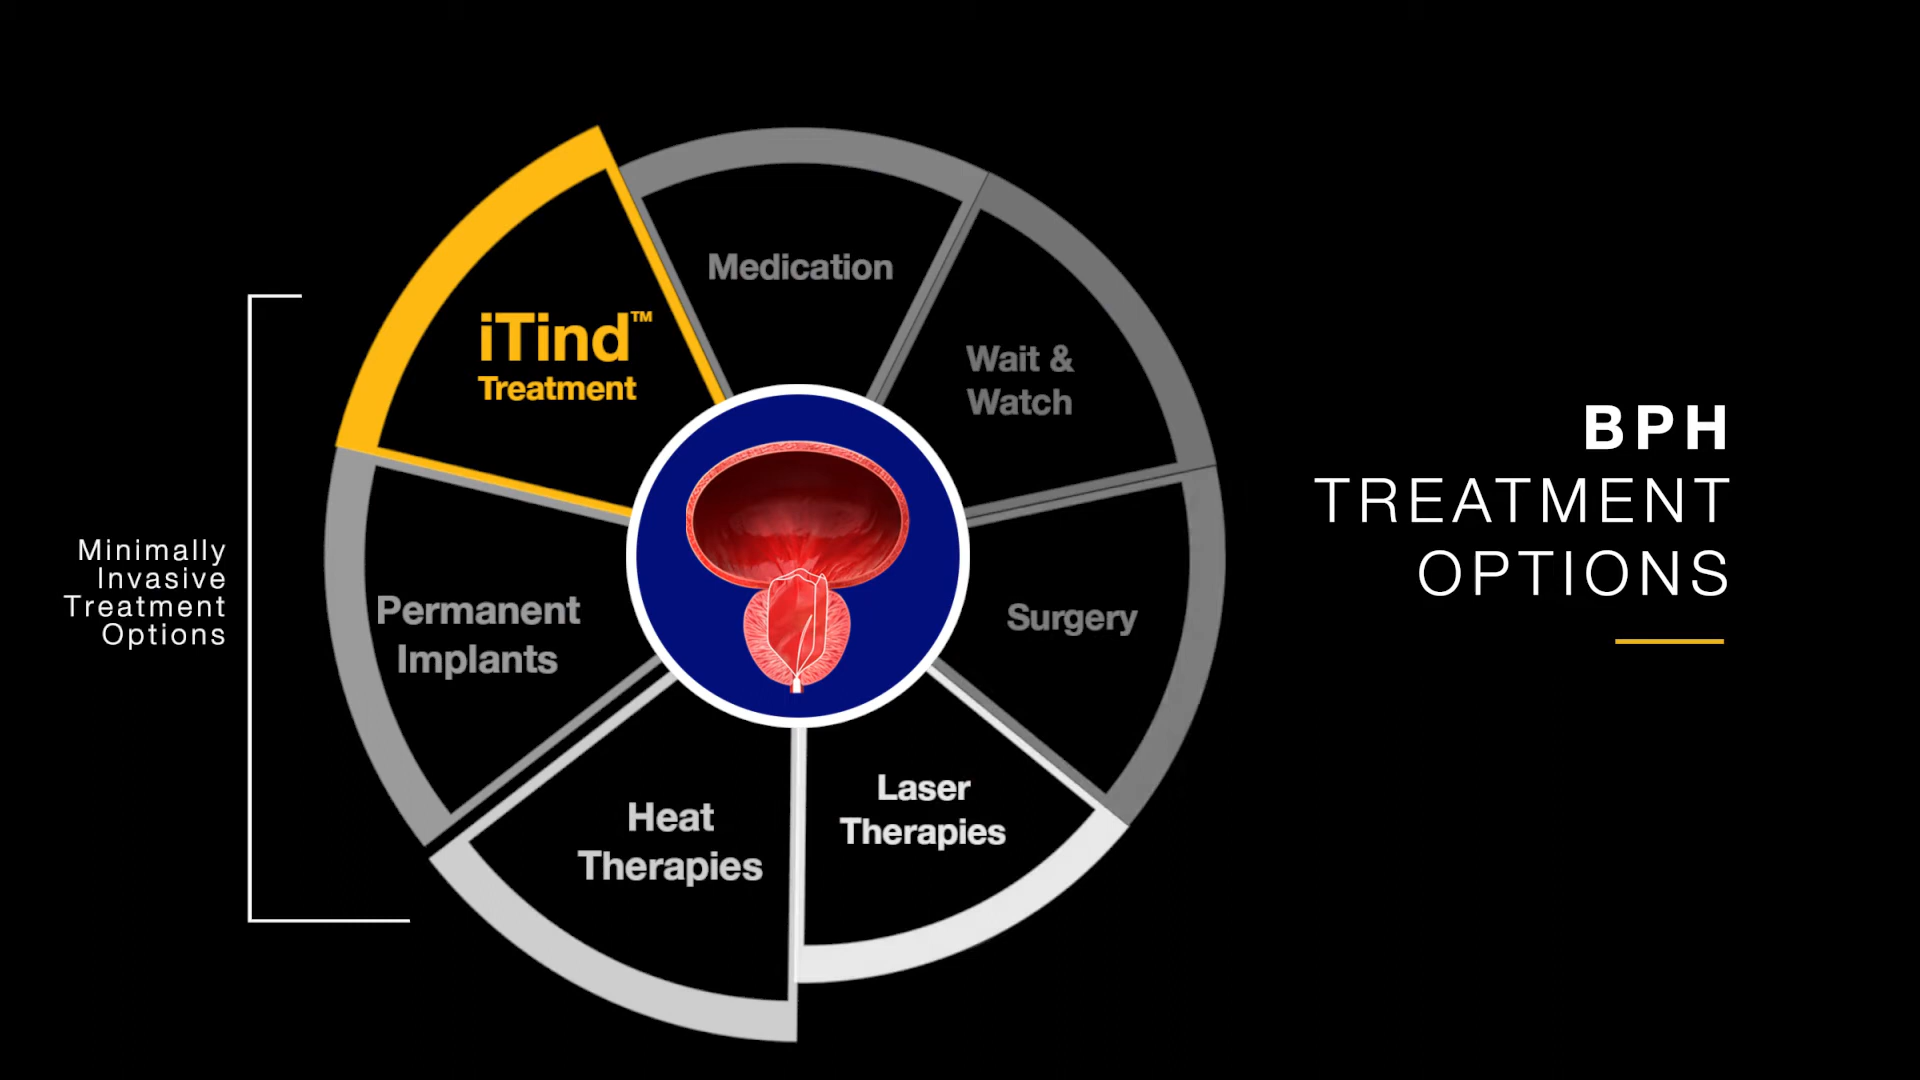 Medication
iTind™
Treatment
Wait &
Watch
Permanent
Implants
Surgery
Heat
Therapies
Laser
Therapies
Minimally
Invasive
Treatment
Options
BPH
TREATMENT
OPTIONS